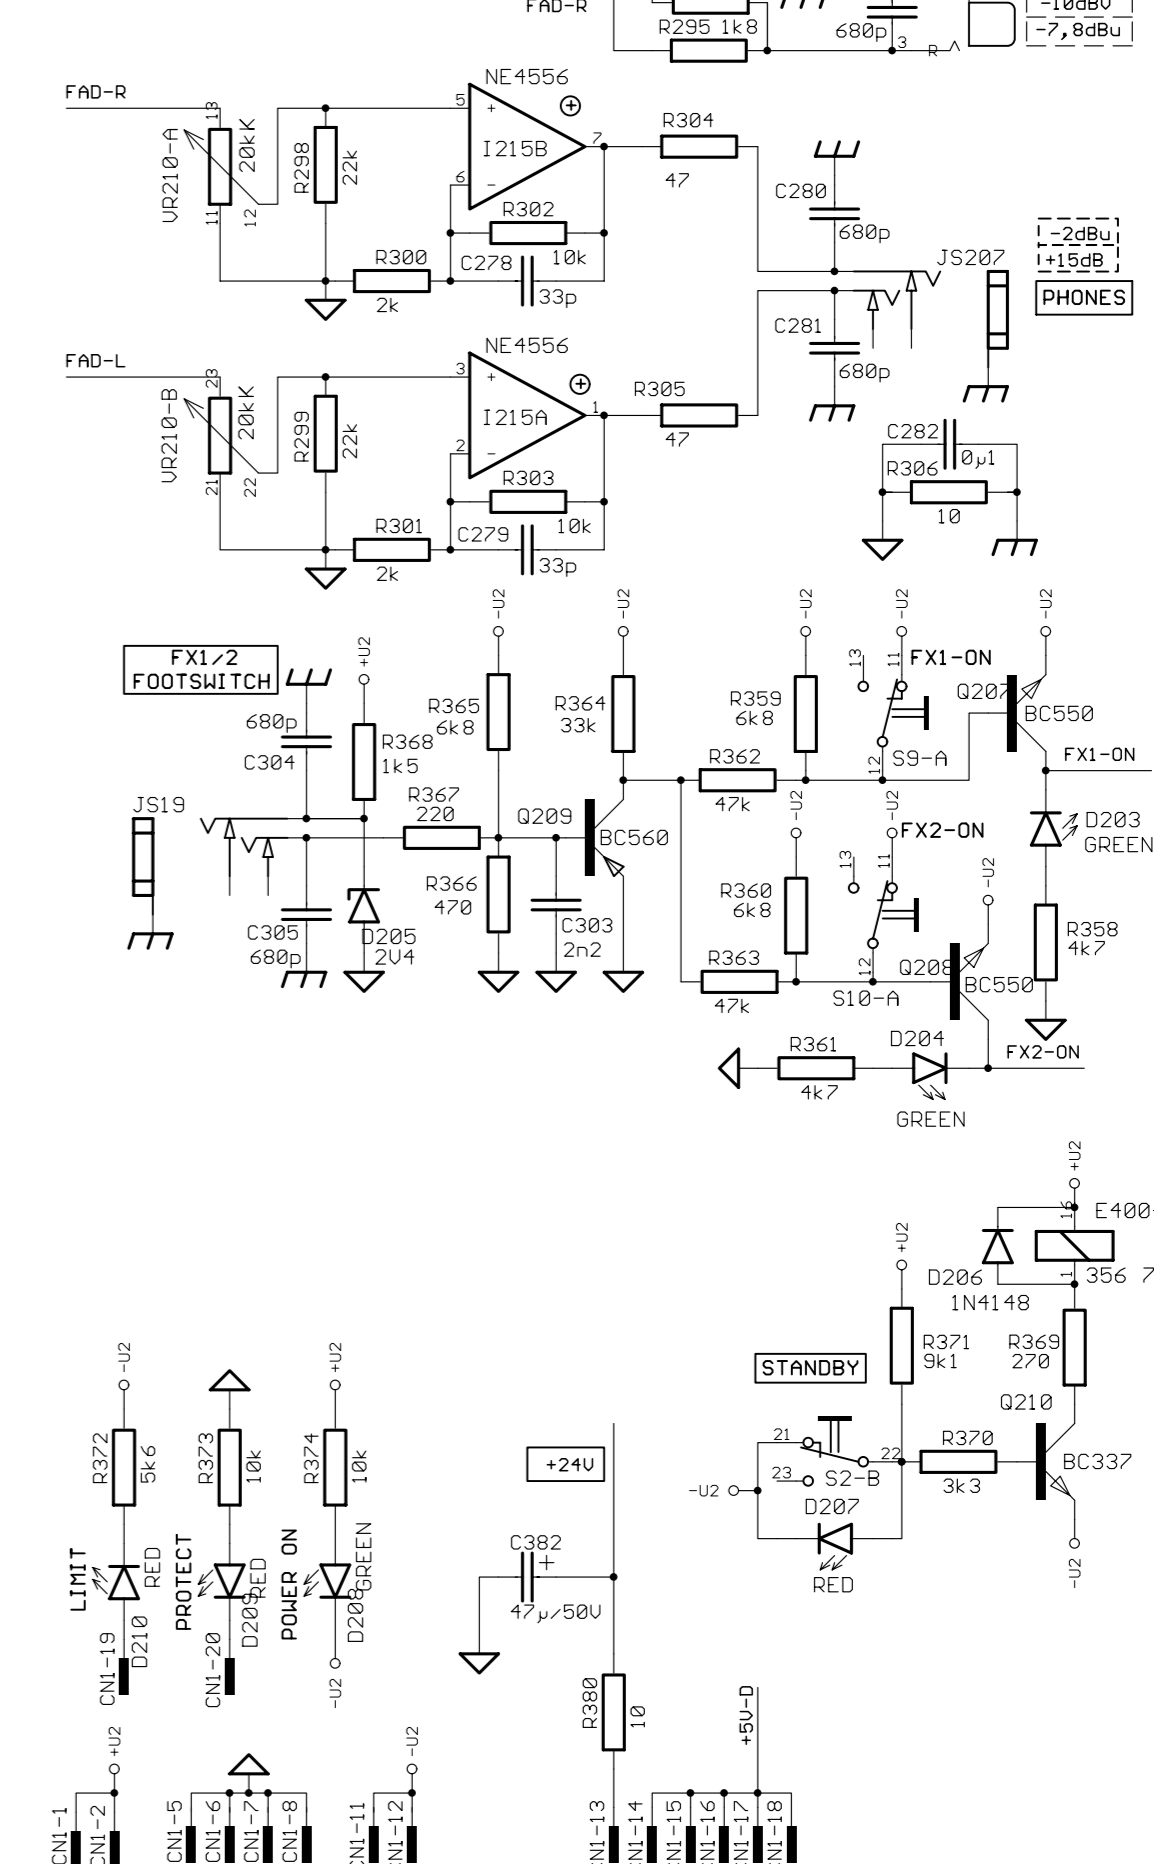 FAD-R
R295 1k8
680p
3
R
-10dBV
-7,8dBu
FAD-R
13
VR210-A
20kK
11
12
R298
22k
NE4556
5
+
I215B
7
6
-
R302
10k
R300
2k
C278
33p
R304
47
C280
680p
JS207
-2dBu
+15dB
PHONES
C281
680p
FAD-L
23
VR210-B
20kK
21
22
R299
22k
NE4556
3
+
I215A
1
2
-
R303
10k
R301
2k
C279
33p
R305
47
C282
0µ1
R306
10
FX1/2
FOOTSWITCH
680p
C304
+U2
R368
1k5
JS19
R367
220
C305
680p
D205
2V4
-U2
R365
6k8
R366
470
Q209
BC560
C303
2n2
-U2
R364
33k
-U2
R359
6k8
R362
47k
-U2
13
11
FX1-ON
12
S9-A
-U2
Q207
BC550
FX1-ON
D203
GREEN
R358
4k7
-U2
R360
6k8
R363
47k
-U2
13
11
FX2-ON
12
S10-A
-U2
Q208
BC550
R361
4k7
D204
GREEN
FX2-ON
+U2
16
E400
D206
1N4148
1
356 7
+U2
R371
9k1
R369
270
STANDBY
21
22
23
S2-B
-U2
D207
RED
R370
3k3
Q210
BC337
-U2
-U2
R372
5k6
LIMIT
RED
D210
CN1-19
R373
10k
PROTECT
RED
D209
CN1-20
+U2
R374
10k
POWER ON
GREEN
D208
-U2
+24V
C382
+
47µ/50V
R380
10
+5V-D
+U2
CN1-1
CN1-2
CN1-5
CN1-6
CN1-7
CN1-8
-U2
CN1-11
CN1-12
CN1-13
CN1-14
CN1-15
CN1-16
CN1-17
CN1-18